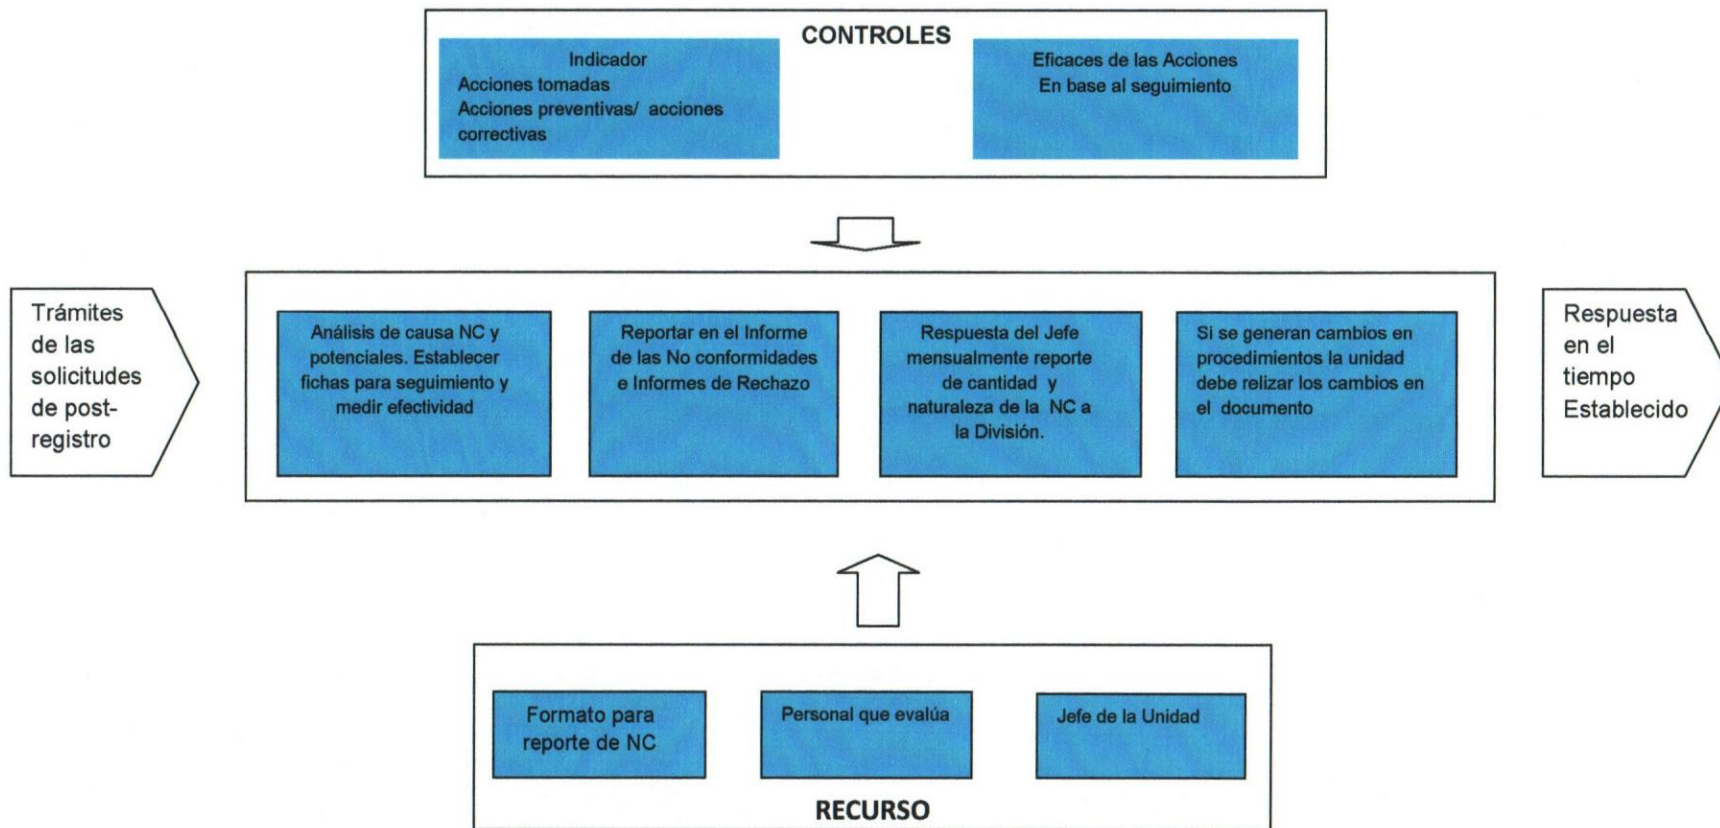 CONTROLES
Indicador
Acciones tomadas
Acciones preventivas/ acciones
correctivas
Eficaces de las Acciones
En base al seguimiento
Trámites
de las
solicitudes
de post-
registro
Análisis de causa NC y
potenciales. Establecer
fichas para seguimiento y
medir efectividad
Reportar en el Informe
de las No conformidades
e Informes de Rechazo
Respuesta del Jefe
mensualmente reporte
de cantidad y
naturaleza de la NC a
la División.
Si se generan cambios en
procedimientos la unidad
debe relizar los cambios en
el documento
Respuesta
en el
tiempo
Establecido
Formato para
reporte de NC
Personal que evalúa
Jefe de la Unidad
RECURSO